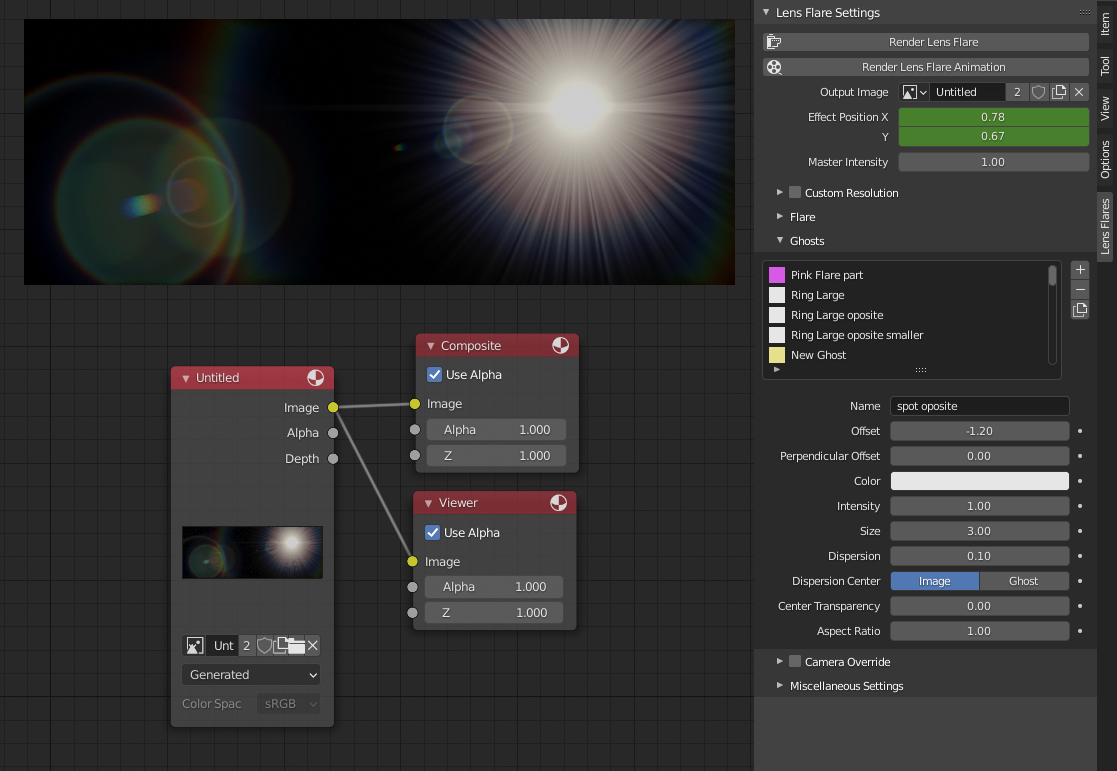 Lens Flare Settings
Render Lens Flare
Render Lens Flare Animation
Output Image Untitled 2
Effect Position X 0.78
Y 0.67
Master Intensity 1.00
Custom Resolution
Flare
Ghosts
Pink Flare part
Ring Large
Ring Large oposite
Ring Large oposite smaller
New Ghost
Name spot oposite
Offset -1.20
Perpendicular Offset 0.00
Color
Intensity 1.00
Size 3.00
Dispersion 0.10
Dispersion Center Image Ghost
Center Transparency 0.00
Aspect Ratio 1.00
Camera Override
Miscellaneous Settings
Item
Tool
View
Options
Lens Flares
Untitled
Image
Alpha
Depth
Unt 2
Generated
Color Spac sRGB
Composite
Use Alpha
Image
Alpha 1.000
Z 1.000
Viewer
Use Alpha
Image
Alpha 1.000
Z 1.000